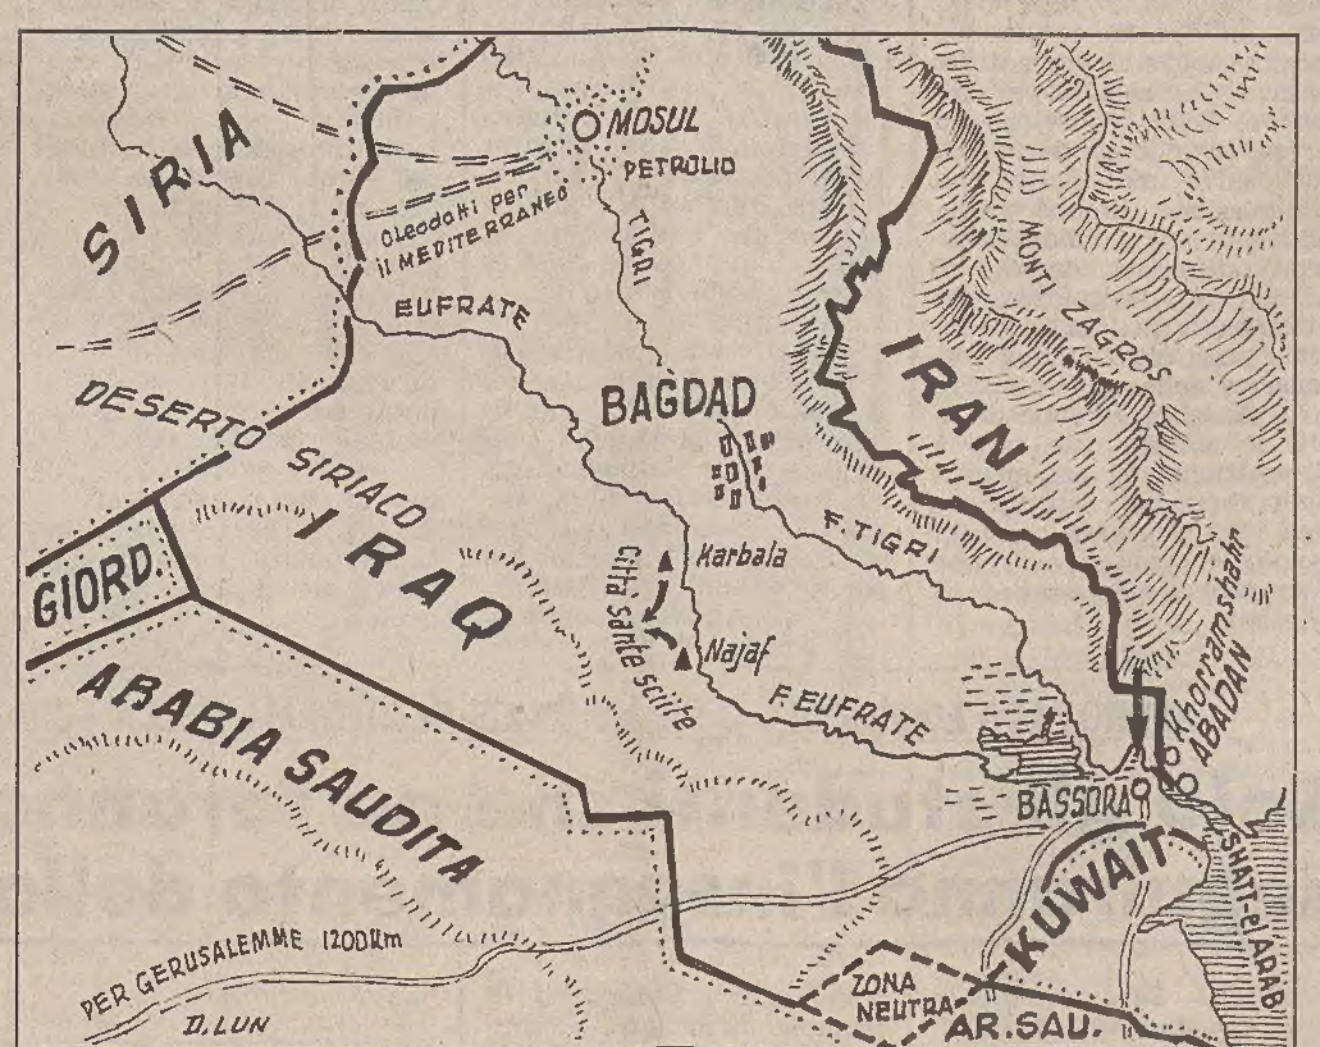 SIRIA
MOSUL
PETROLIO
Oleodotti per
il MEDITERRANEO
TIGRI
EUFRATE
MONTI ZAGROS
IRAN
BAGDAD
DESERTO SIRIACO
IRAQ
F. TIGRI
GIORD.
Karbala
Città sante sciite
Najaf
F. EUFRATE
Khorramshahr
ABADAN
ARABIA SAUDITA
BASSORA
KUWAIT
SHATT-el ARAB
PER GERUSALEMME 1200Km
D.LUN
ZONA
NEUTRA
AR.SAU.